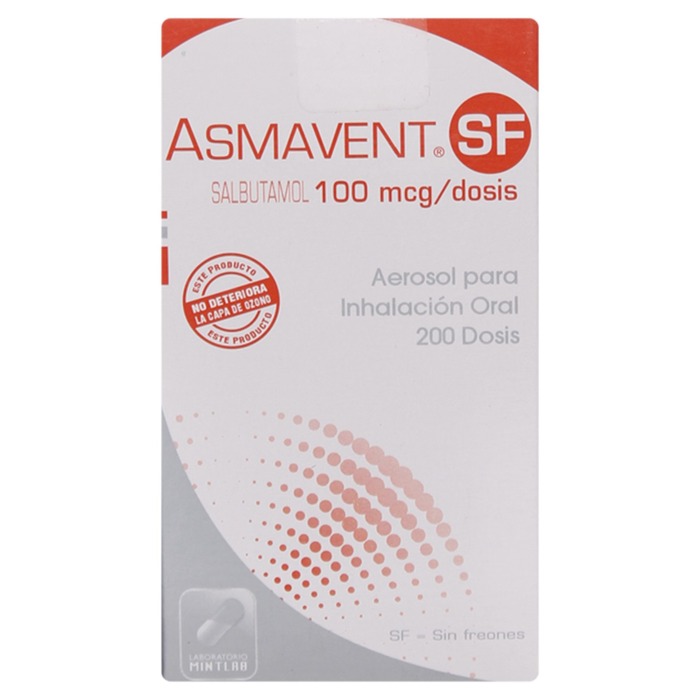 ASMAVENT® SF
SALBUTAMOL 100 mcg/dosis
ESTE PRODUCTO
NO DETERIORA
LA CAPA DE OZONO
ESTE PRODUCTO
Aerosol para
Inhalación Oral
200 Dosis
SF - Sin freones
LABORATORIO
MINTLAB